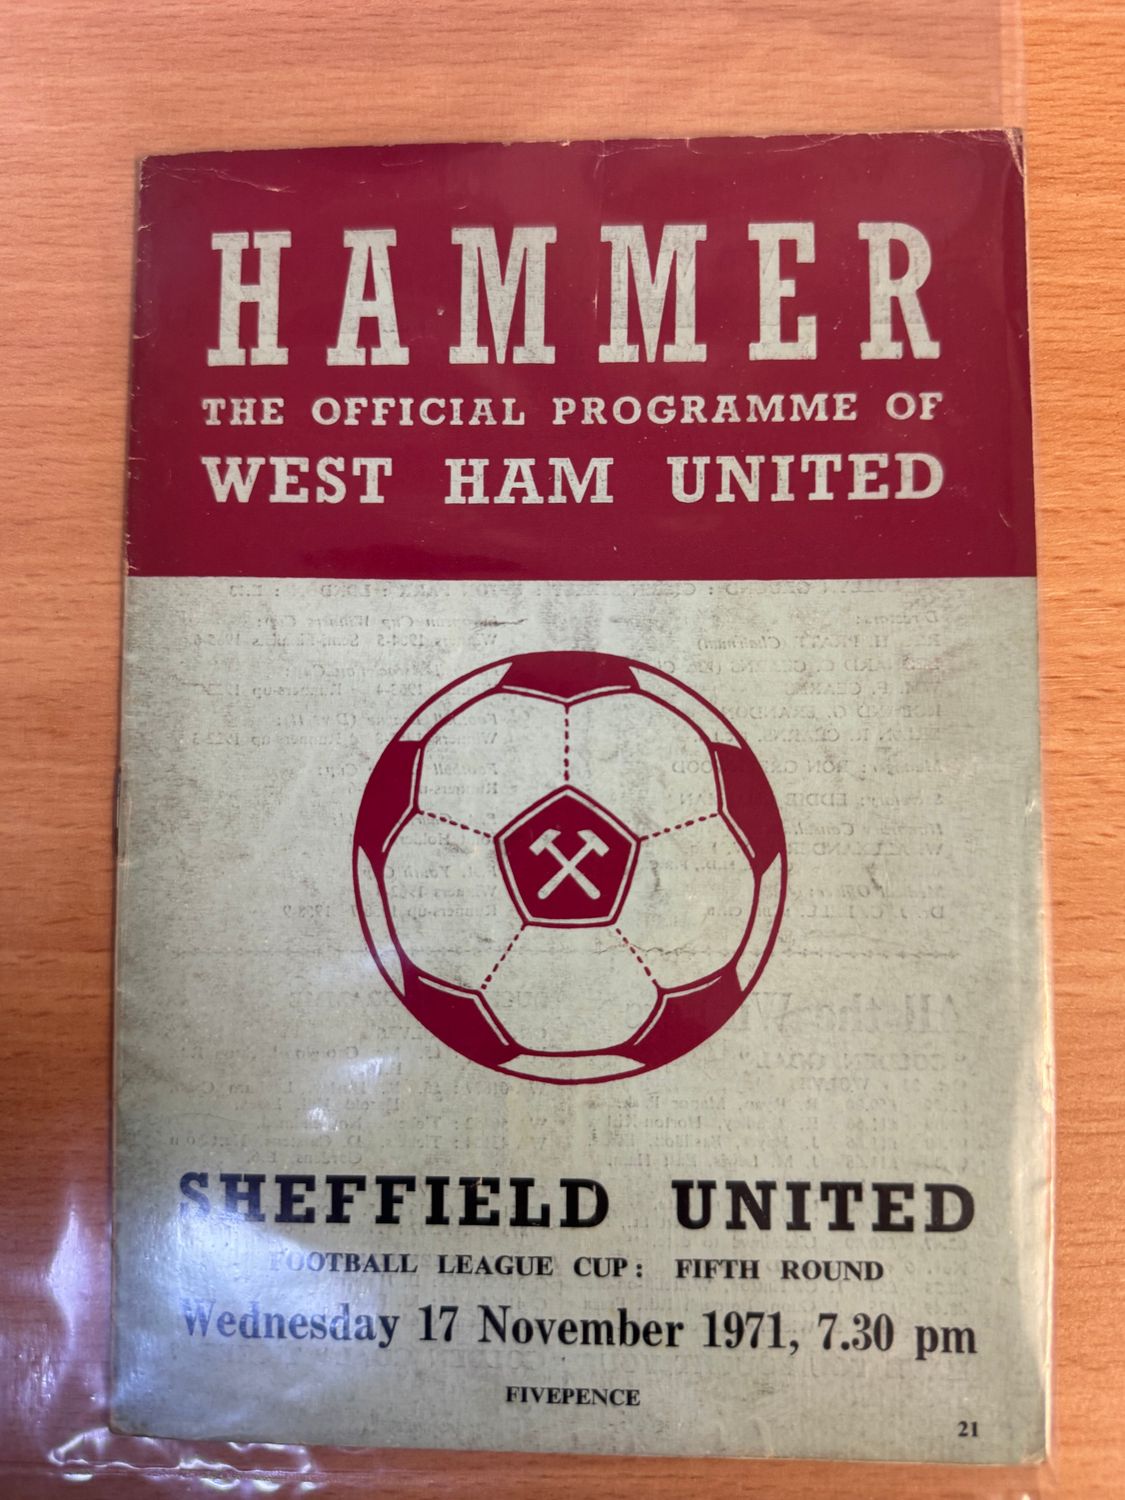 HAMMER
THE OFFICIAL PROGRAMME OF
WEST HAM UNITED
SHEFFIELD UNITED
FOOTBALL LEAGUE CUP: FIFTH ROUND
Wednesday 17 November 1971, 7.30 pm
FIVEPENCE
21